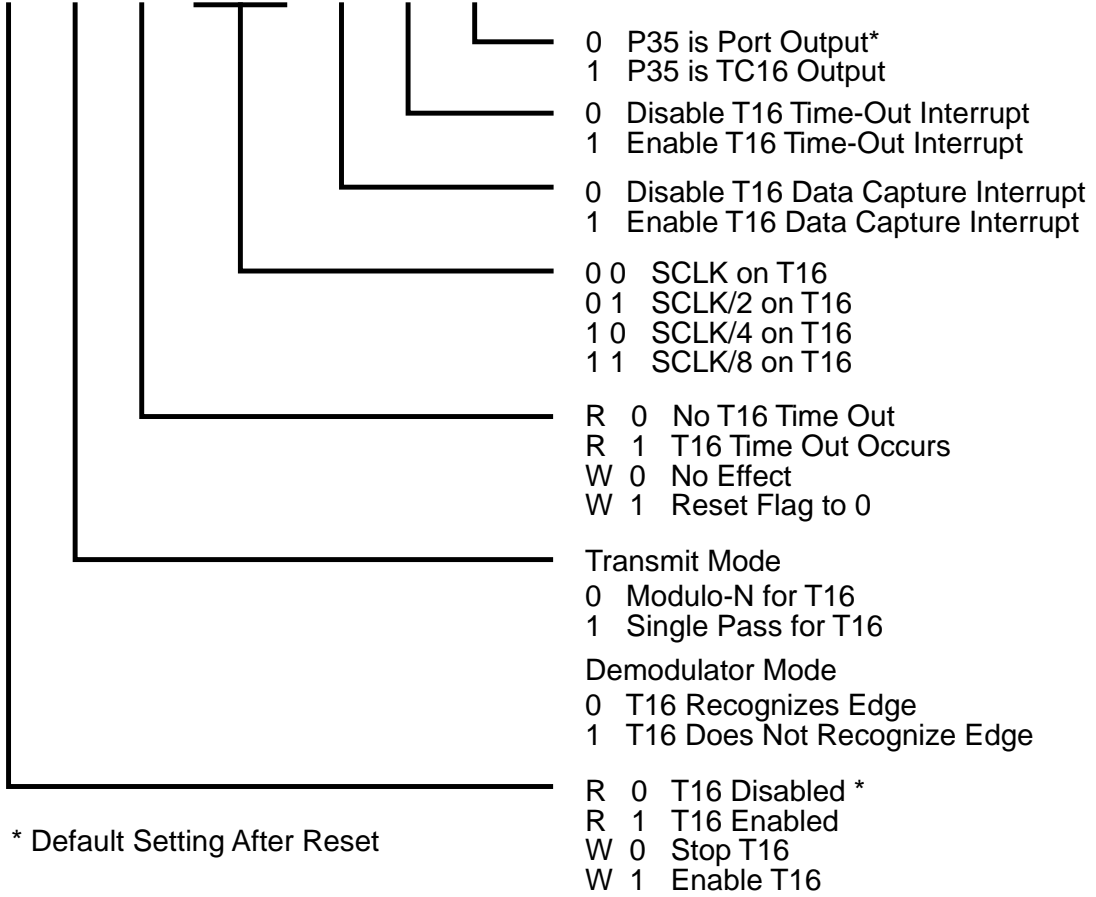 0 P35 is Port Output*
1 P35 is TC16 Output
0 Disable T16 Time-Out Interrupt
1 Enable T16 Time-Out Interrupt
0 Disable T16 Data Capture Interrupt
1 Enable T16 Data Capture Interrupt
0 0 SCLK on T16
0 1 SCLK/2 on T16
1 0 SCLK/4 on T16
1 1 SCLK/8 on T16
R 0 No T16 Time Out
R 1 T16 Time Out Occurs
W 0 No Effect
W 1 Reset Flag to 0
Transmit Mode
0 Modulo-N for T16
1 Single Pass for T16
Demodulator Mode
0 T16 Recognizes Edge
1 T16 Does Not Recognize Edge
R 0 T16 Disabled *
R 1 T16 Enabled
W 0 Stop T16
W 1 Enable T16
* Default Setting After Reset